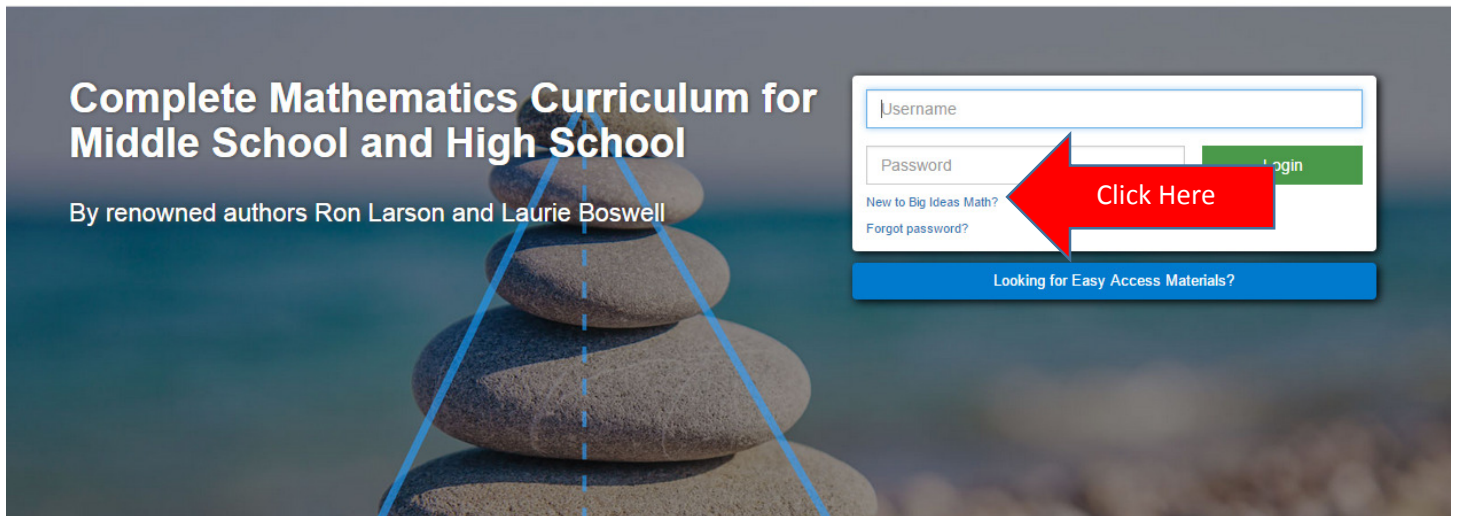 Complete Mathematics Curriculum for
Middle School and High School
By renowned authors Ron Larson and Laurie Boswell
Username
Password
Login
New to Big Ideas Math?
Click Here
Forgot password?
Looking for Easy Access Materials?